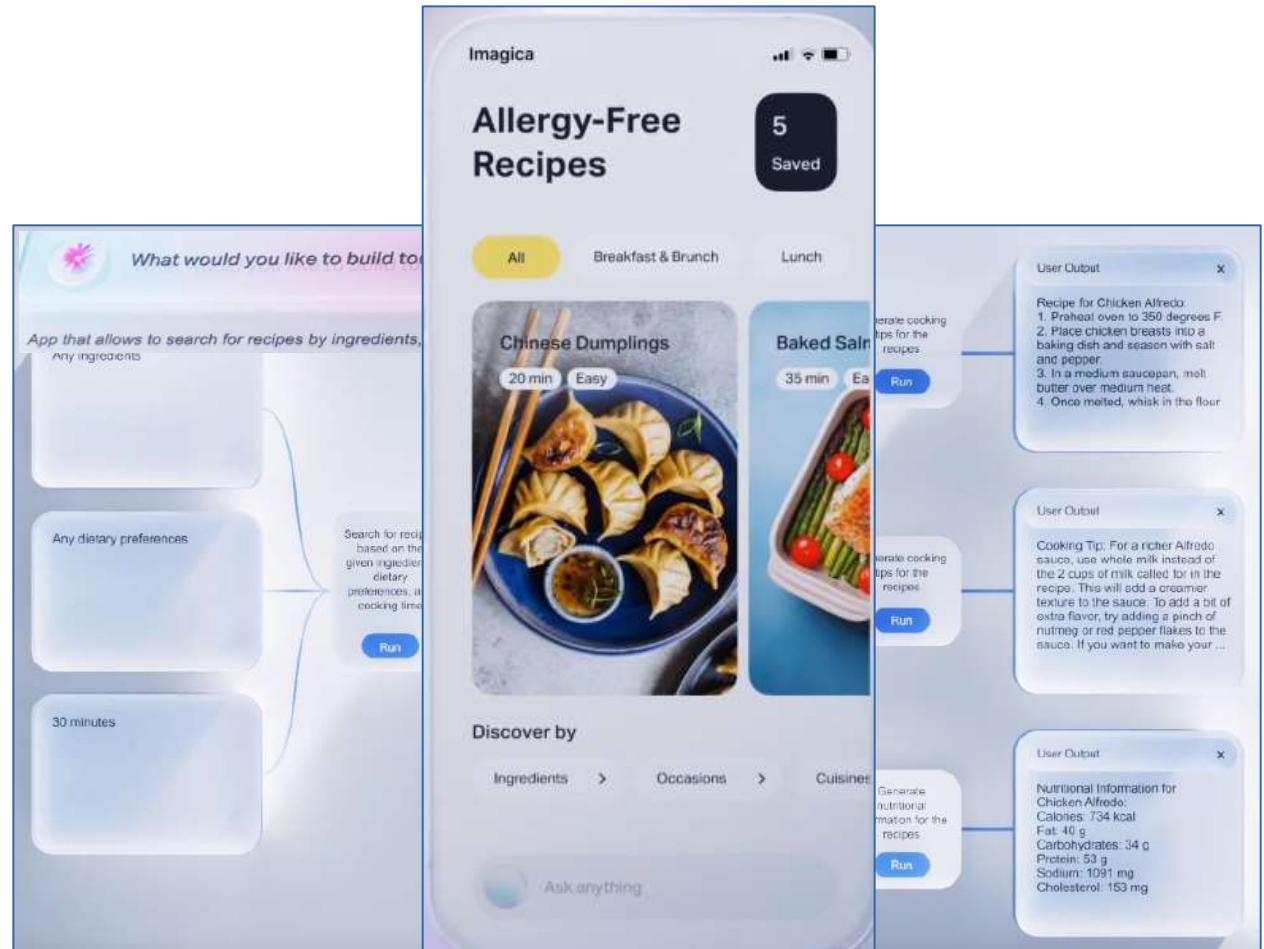 What would you like to build
App that allows to search for recipes by ingredients,
Any ingredients
Any dietary preferences
30 minutes
Search for
based on the
given
dietary
preferences,
cooking time
Run
Imagica
Allergy-Free
Recipes
5
Saved
All
Breakfast & Brunch
Lunch
Chinese Dumplings
20 min
Easy
Baked
35 min
Discover by
Ingredients >
Occasions >
Cuisines
Ask anything
cooking
tips for the
recipes
Run
User Output x
Recipe for Chicken Alfredo:
1. Preheat oven to 350 degrees F.
2. Place chicken breasts into a
baking dish and season with salt
and pepper.
3. In a medium saucepan, melt
butter over medium heat.
4. Once melted, whisk in the flour
cooking
tips for the
recipes
Run
User Output x
Cooking Tip: For a richer Alfredo
sauce, use whole milk instead of
the 2 cups of milk called for in the
recipe. This will add a creamier
texture to the sauce. To add a bit of
extra flavor, try adding a pinch of
nutmeg or red pepper flakes to the
sauce. If you want to make your ...
Generate
nutritional
for the
recipes
Run
User Output x
Nutritional Information for
Chicken Alfredo:
Calories: 734 kcal
Fat: 40 g
Carbohydrates: 34 g
Protein: 53 g
Sodium: 1091 mg
Cholesterol: 153 mg